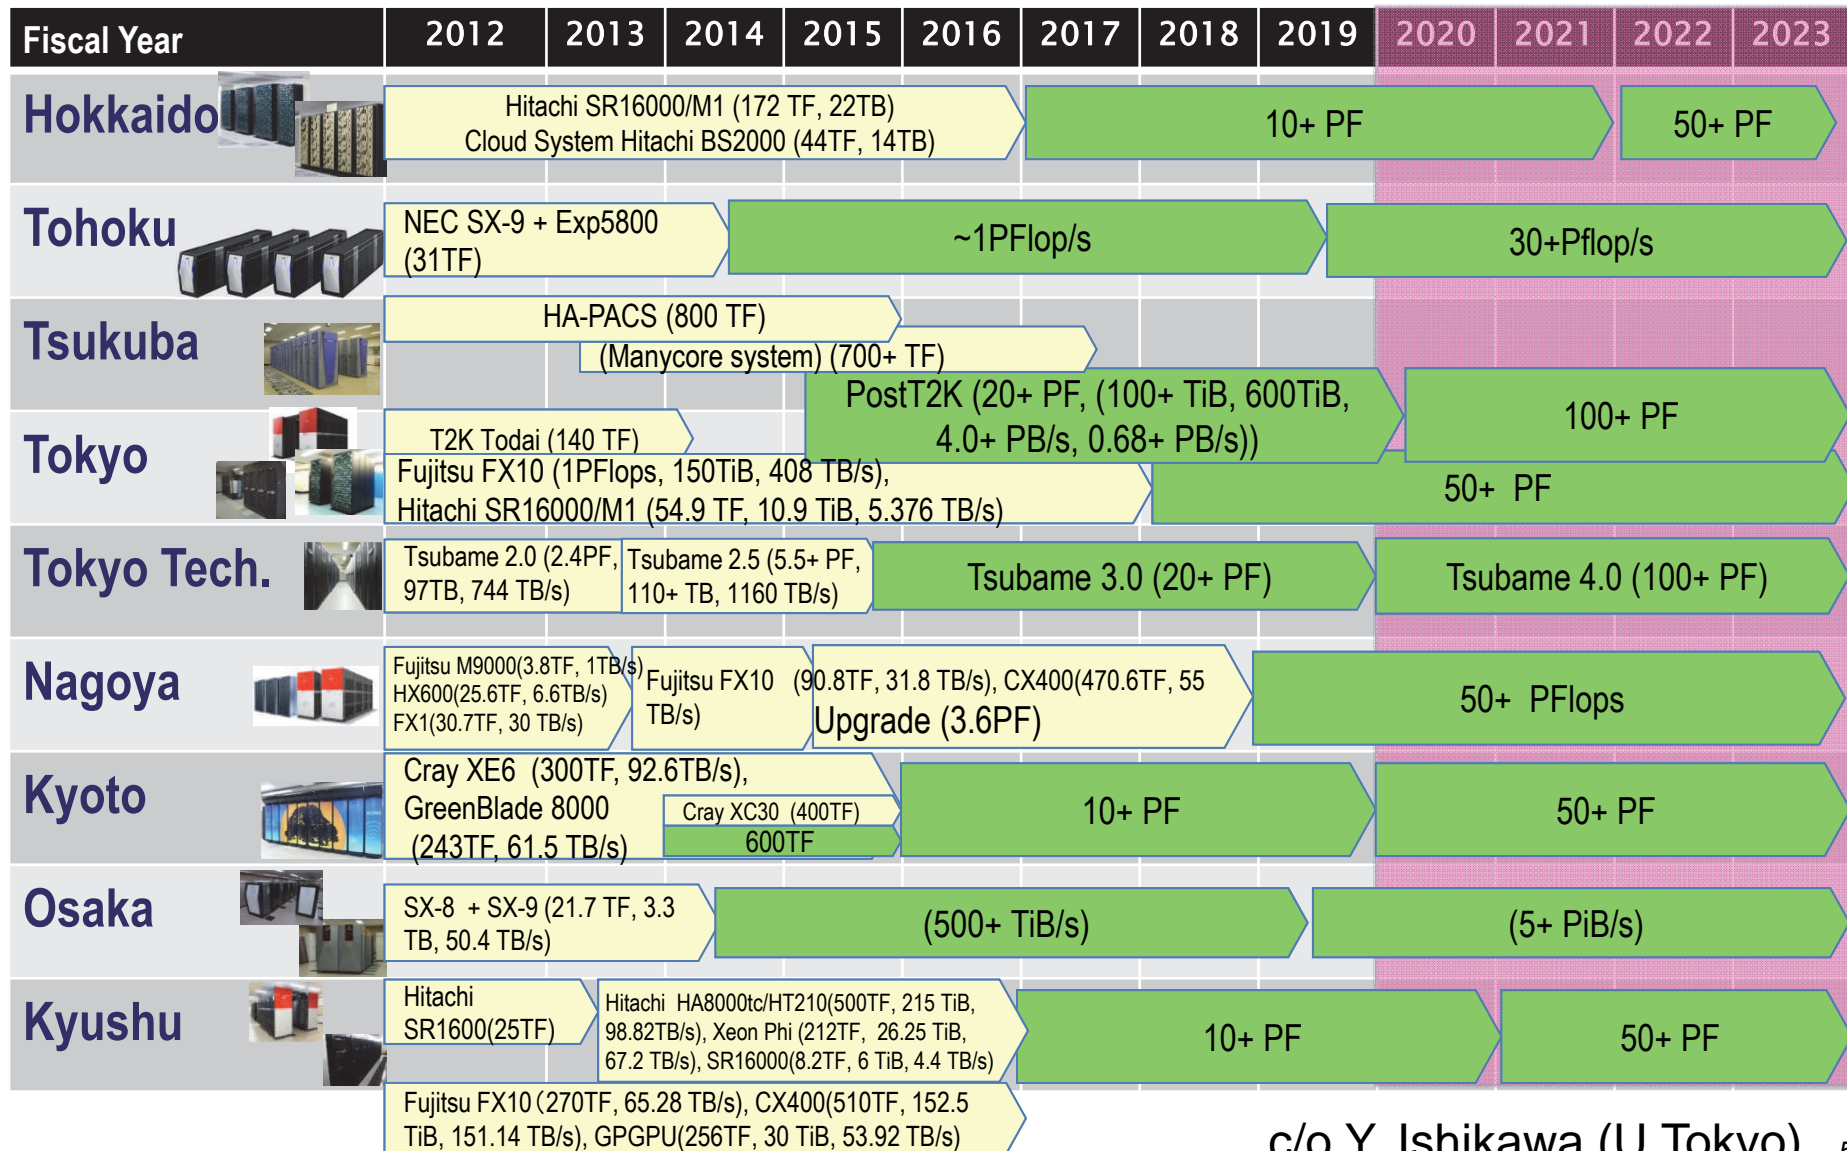 Fiscal Year 2012 2013 2014 2015 2016 2017 2018 2019 2020 2021 2022 2023
Hokkaido
Hitachi SR16000/M1 (172 TF, 22TB)
Cloud System Hitachi BS2000 (44TF, 14TB)
10+ PF
50+ PF
Tohoku
NEC SX-9 + Exp5800
(31TF)
~1PFlop/s
30+Pflop/s
Tsukuba
HA-PACS (800 TF)
(Manycore system) (700+ TF)
PostT2K (20+ PF, (100+ TiB, 600TiB,
4.0+ PB/s, 0.68+ PB/s))
100+ PF
Tokyo
T2K Todai (140 TF)
Fujitsu FX10 (1PFlops, 150TiB, 408 TB/s),
Hitachi SR16000/M1 (54.9 TF, 10.9 TiB, 5.376 TB/s)
50+ PF
Tokyo Tech.
Tsubame 2.0 (2.4PF,
97TB, 744 TB/s)
Tsubame 2.5 (5.5+ PF,
110+ TB, 1160 TB/s)
Tsubame 3.0 (20+ PF)
Tsubame 4.0 (100+ PF)
Nagoya
Fujitsu M9000(3.8TF, 1TB/s)
HX600(25.6TF, 6.6TB/s)
FX1(30.7TF, 30 TB/s)
Fujitsu FX10 (90.8TF, 31.8 TB/s), CX400(470.6TF, 55
TB/s)
Upgrade (3.6PF)
50+ PFlops
Kyoto
Cray XE6 (300TF, 92.6TB/s),
GreenBlade 8000
(243TF, 61.5 TB/s)
Cray XC30 (400TF)
600TF
10+ PF
50+ PF
Osaka
SX-8 + SX-9 (21.7 TF, 3.3
TB, 50.4 TB/s)
(500+ TiB/s)
(5+ PiB/s)
Kyushu
Hitachi
SR1600(25TF)
Hitachi HA8000tc/HT210(500TF, 215 TiB,
98.82TB/s), Xeon Phi (212TF, 26.25 TiB,
67.2 TB/s), SR16000(8.2TF, 6 TiB, 4.4 TB/s)
10+ PF
50+ PF
Fujitsu FX10(270TF, 65.28 TB/s), CX400(510TF, 152.5
TiB, 151.14 TB/s), GPGPU(256TF, 30 TiB, 53.92 TB/s)
c/o Y. Ishikawa (U Tokyo)